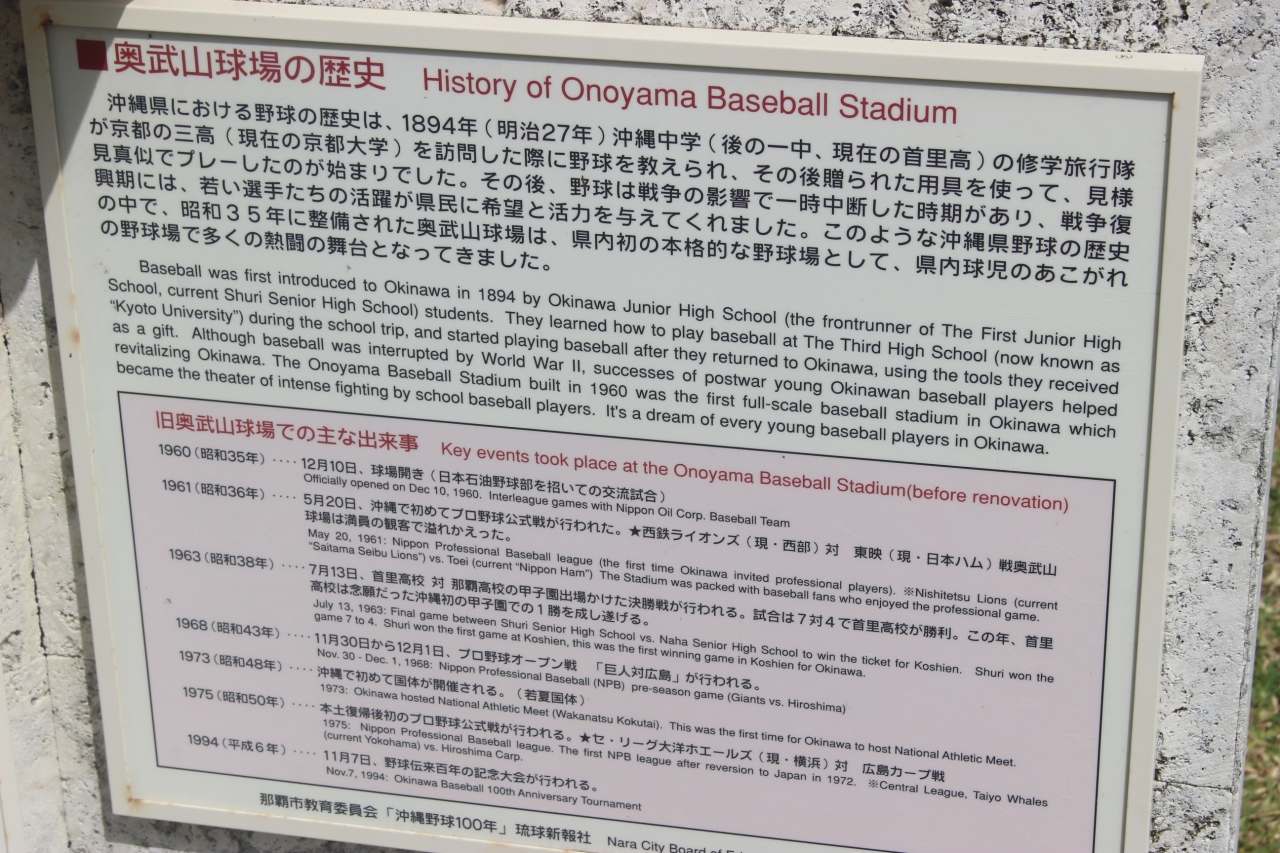 ■奥武山球場の歴史 History of Onoyama Baseball Stadium
沖縄県における野球の歴史は、1894年（明治27年）沖縄中学（後の一中、現在の首里高）の修学旅行隊
が京都の三高（現在の京都大学）を訪問した際に野球を教えられ、その後贈られた用具を使って、見様
見真似でプレーしたのが始まりでした。その後、野球は戦争の影響で一時中断した時期があり、戦争復
興期には、若い選手たちの活躍が県民に希望と活力を与えてくれました。このような沖縄県野球の歴史
の中で、昭和３５年に整備された奥武山球場は、県内初の本格的な野球場として、県内球児のあこがれ
の野球場で多くの熱闘の舞台となってきました。
Baseball was first introduced to Okinawa in 1894 by Okinawa Junior High School (the frontrunner of The First Junior High
School, current Shuri Senior High School) students. They learned how to play baseball at The Third High School (now known as
“Kyoto University”) during the school trip, and started playing baseball after they returned to Okinawa, using the tools they received
as a gift. Although baseball was interrupted by World War II, successes of postwar young Okinawan baseball players helped
revitalizing Okinawa. The Onoyama Baseball Stadium built in 1960 was the first full-scale baseball stadium in Okinawa which
became the theater of intense fighting by school baseball players. It's a dream of every young baseball players in Okinawa.
旧奥武山球場での主な出来事 Key events took place at the Onoyama Baseball Stadium(before renovation)
1960（昭和35年）‥‥12月10日、球場開き（日本石油野球部を招いての交流試合）
Officially opened on Dec 10, 1960. Interleague games with Nippon Oil Corp. Baseball Team
1961（昭和36年）‥‥5月20日、沖縄で初めてプロ野球公式戦が行われた。★西鉄ライオンズ（現・西部）対 東映（現・日本ハム）戦奥武山
球場は満員の観客で溢れかえった。
May 20, 1961: Nippon Professional Baseball league (the first time Okinawa invited professional players). ※Nishitetsu Lions (current
“Saitama Seibu Lions”) vs. Toei (current “Nippon Ham”) The Stadium was packed with baseball fans who enjoyed the professional game.
1963（昭和38年）‥‥7月13日、首里高校 対 那覇高校の甲子園出場かけた決勝戦が行われる。試合は７対４で首里高校が勝利。この年、首里
高校は念願だった沖縄初の甲子園での１勝を成し遂げる。
July 13, 1963: Final game between Shuri Senior High School vs. Naha Senior High School to win the ticket for Koshien. Shuri won the
game 7 to 4. Shuri won the first game at Koshien, this was the first winning game in Koshien for Okinawa.
1968（昭和43年）‥‥11月30日から12月1日、プロ野球オープン戦 「巨人対広島」が行われる。
Nov. 30 - Dec. 1, 1968: Nippon Professional Baseball (NPB) pre-season game (Giants vs. Hiroshima)
1973（昭和48年）‥‥沖縄で初めて国体が開催される。（若夏国体）
1973: Okinawa hosted National Athletic Meet (Wakanatsu Kokutai). This was the first time for Okinawa to host National Athletic Meet.
1975（昭和50年）‥‥本土復帰後初のプロ野球公式戦が行われる。★セ・リーグ大洋ホエールズ（現・横浜）対 広島カープ戦
1975: Nippon Professional Baseball league. The first NPB league after reversion to Japan in 1972. ※Central League, Taiyo Whales
(current Yokohama) vs. Hiroshima Carp.
1994（平成６年）‥‥11月7日、野球伝来百年の記念大会が行われる。
Nov.7, 1994: Okinawa Baseball 100th Anniversary Tournament
那覇市教育委員会「沖縄野球100年」琉球新報社 Nara City Board of